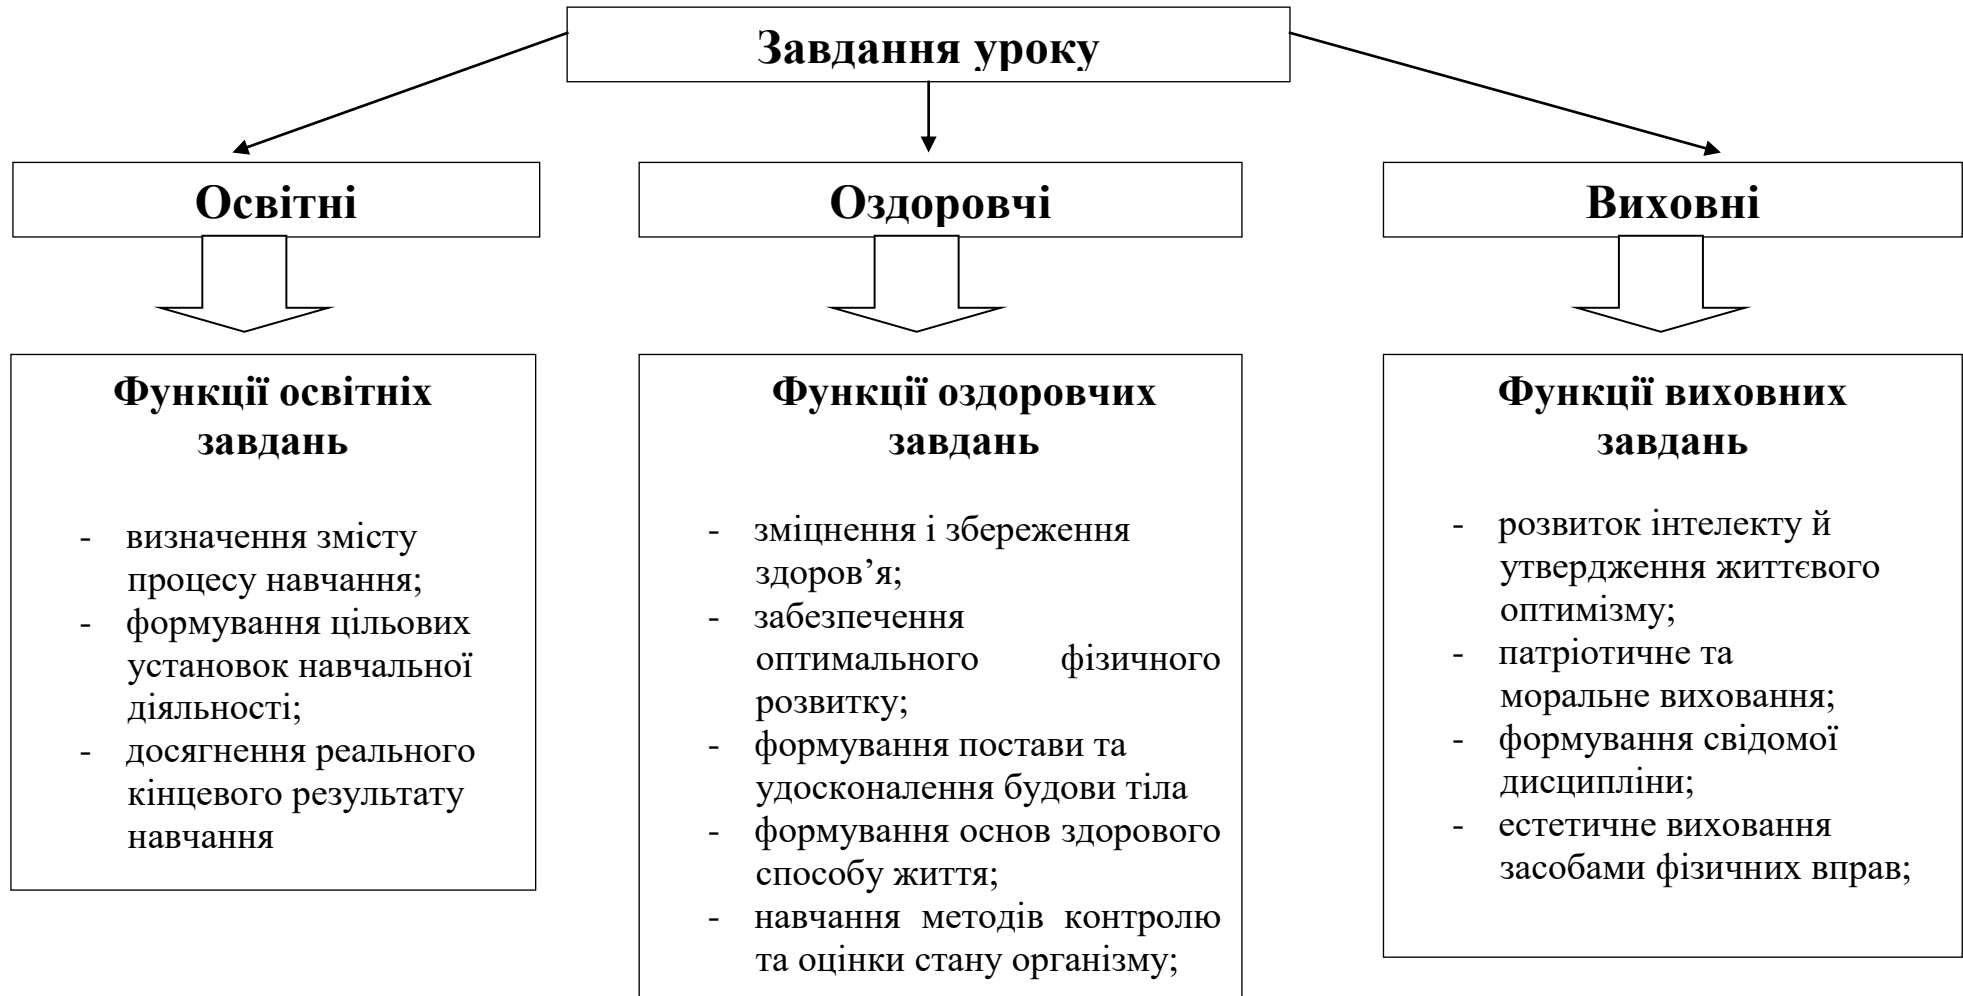 Завдання уроку
Освітні
Оздоровчі
Виховні
Функції освітніх
завдань
- визначення змісту
процесу навчання;
- формування цільових
установок навчальної
діяльності;
- досягнення реального
кінцевого результату
навчання
Функції оздоровчих
завдань
- зміцнення і збереження
здоров’я;
- забезпечення
оптимального фізичного
розвитку;
- формування постави та
удосконалення будови тіла
- формування основ здорового
способу життя;
- навчання методів контролю
та оцінки стану організму;
Функції виховних
завдань
- розвиток інтелекту й
утвердження життєвого
оптимізму;
- патріотичне та
моральне виховання;
- формування свідомої
дисципліни;
- естетичне виховання
засобами фізичних вправ;